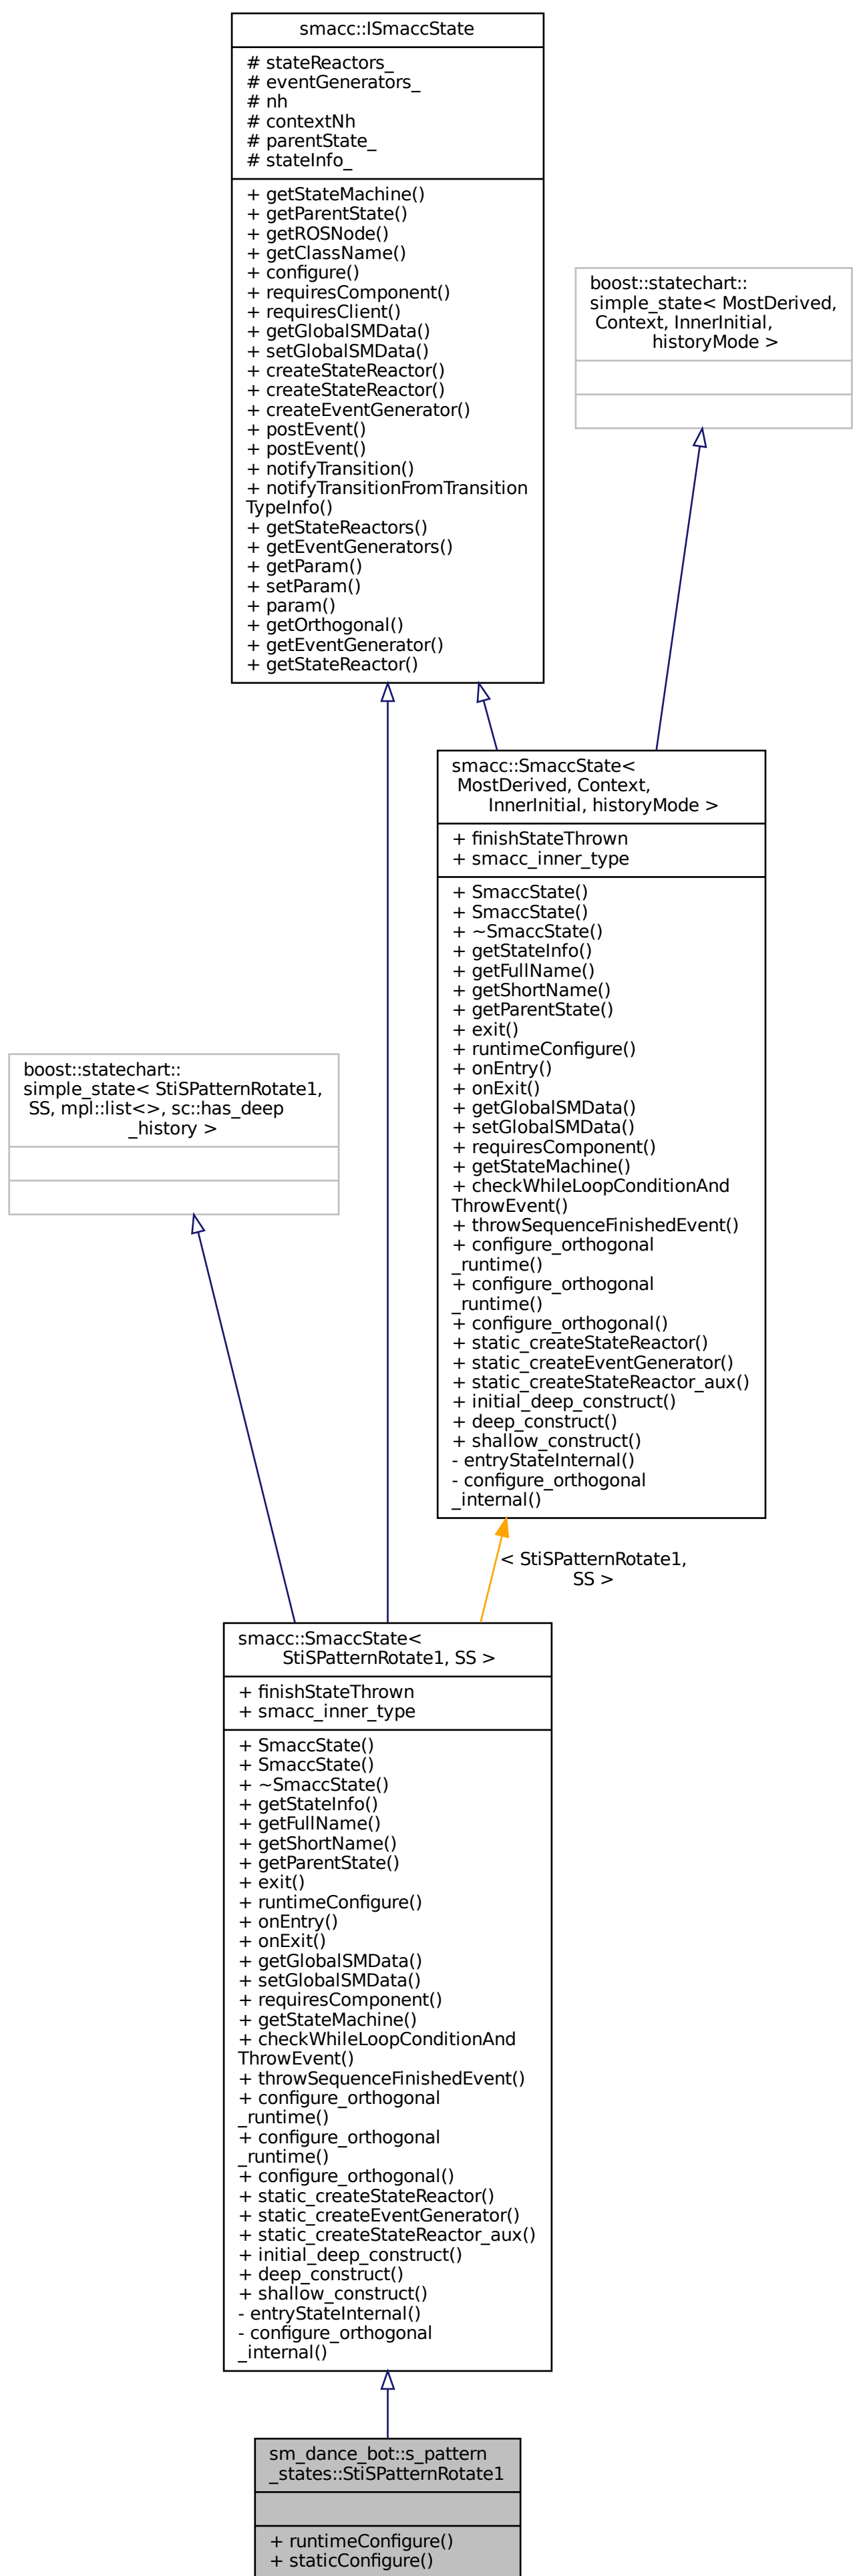 smacc::ISmaccState
# stateReactors_
# eventGenerators_
# nh
# contextNh
# parentState_
# stateInfo_
+ getStateMachine()
+ getParentState()
+ getROSNode()
+ getClassName()
+ configure()
+ requiresComponent()
+ requiresClient()
+ getGlobalSMData()
+ setGlobalSMData()
+ createStateReactor()
+ createStateReactor()
+ createEventGenerator()
+ postEvent()
+ postEvent()
+ notifyTransition()
+ notifyTransitionFromTransition
TypeInfo()
+ getStateReactors()
+ getEventGenerators()
+ getParam()
+ setParam()
+ param()
+ getOrthogonal()
+ getEventGenerator()
+ getStateReactor()
boost::statechart::
simple_state< MostDerived,
Context, InnerInitial,
historyMode >
smacc::SmaccState<
MostDerived, Context,
InnerInitial, historyMode >
+ finishStateThrown
+ smacc_inner_type
+ SmaccState()
+ SmaccState()
+ ~SmaccState()
+ getStateInfo()
+ getFullName()
+ getShortName()
+ getParentState()
+ exit()
+ runtimeConfigure()
+ onEntry()
+ onExit()
+ getGlobalSMData()
+ setGlobalSMData()
+ requiresComponent()
+ getStateMachine()
+ checkWhileLoopConditionAnd
ThrowEvent()
+ throwSequenceFinishedEvent()
+ configure_orthogonal
_runtime()
+ configure_orthogonal
_runtime()
+ configure_orthogonal()
+ static_createStateReactor()
+ static_createEventGenerator()
+ static_createStateReactor_aux()
+ initial_deep_construct()
+ deep_construct()
+ shallow_construct()
- entryStateInternal()
- configure_orthogonal
_internal()
boost::statechart::
simple_state< StiSPatternRotate1,
SS, mpl::list<>, sc::has_deep
_history >
< StiSPatternRotate1,
SS >
smacc::SmaccState<
StiSPatternRotate1, SS >
+ finishStateThrown
+ smacc_inner_type
+ SmaccState()
+ SmaccState()
+ ~SmaccState()
+ getStateInfo()
+ getFullName()
+ getShortName()
+ getParentState()
+ exit()
+ runtimeConfigure()
+ onEntry()
+ onExit()
+ getGlobalSMData()
+ setGlobalSMData()
+ requiresComponent()
+ getStateMachine()
+ checkWhileLoopConditionAnd
ThrowEvent()
+ throwSequenceFinishedEvent()
+ configure_orthogonal
_runtime()
+ configure_orthogonal
_runtime()
+ configure_orthogonal()
+ static_createStateReactor()
+ static_createEventGenerator()
+ static_createStateReactor_aux()
+ initial_deep_construct()
+ deep_construct()
+ shallow_construct()
- entryStateInternal()
- configure_orthogonal
_internal()
sm_dance_bot::s_pattern
_states::StiSPatternRotate1
+ runtimeConfigure()
+ staticConfigure()